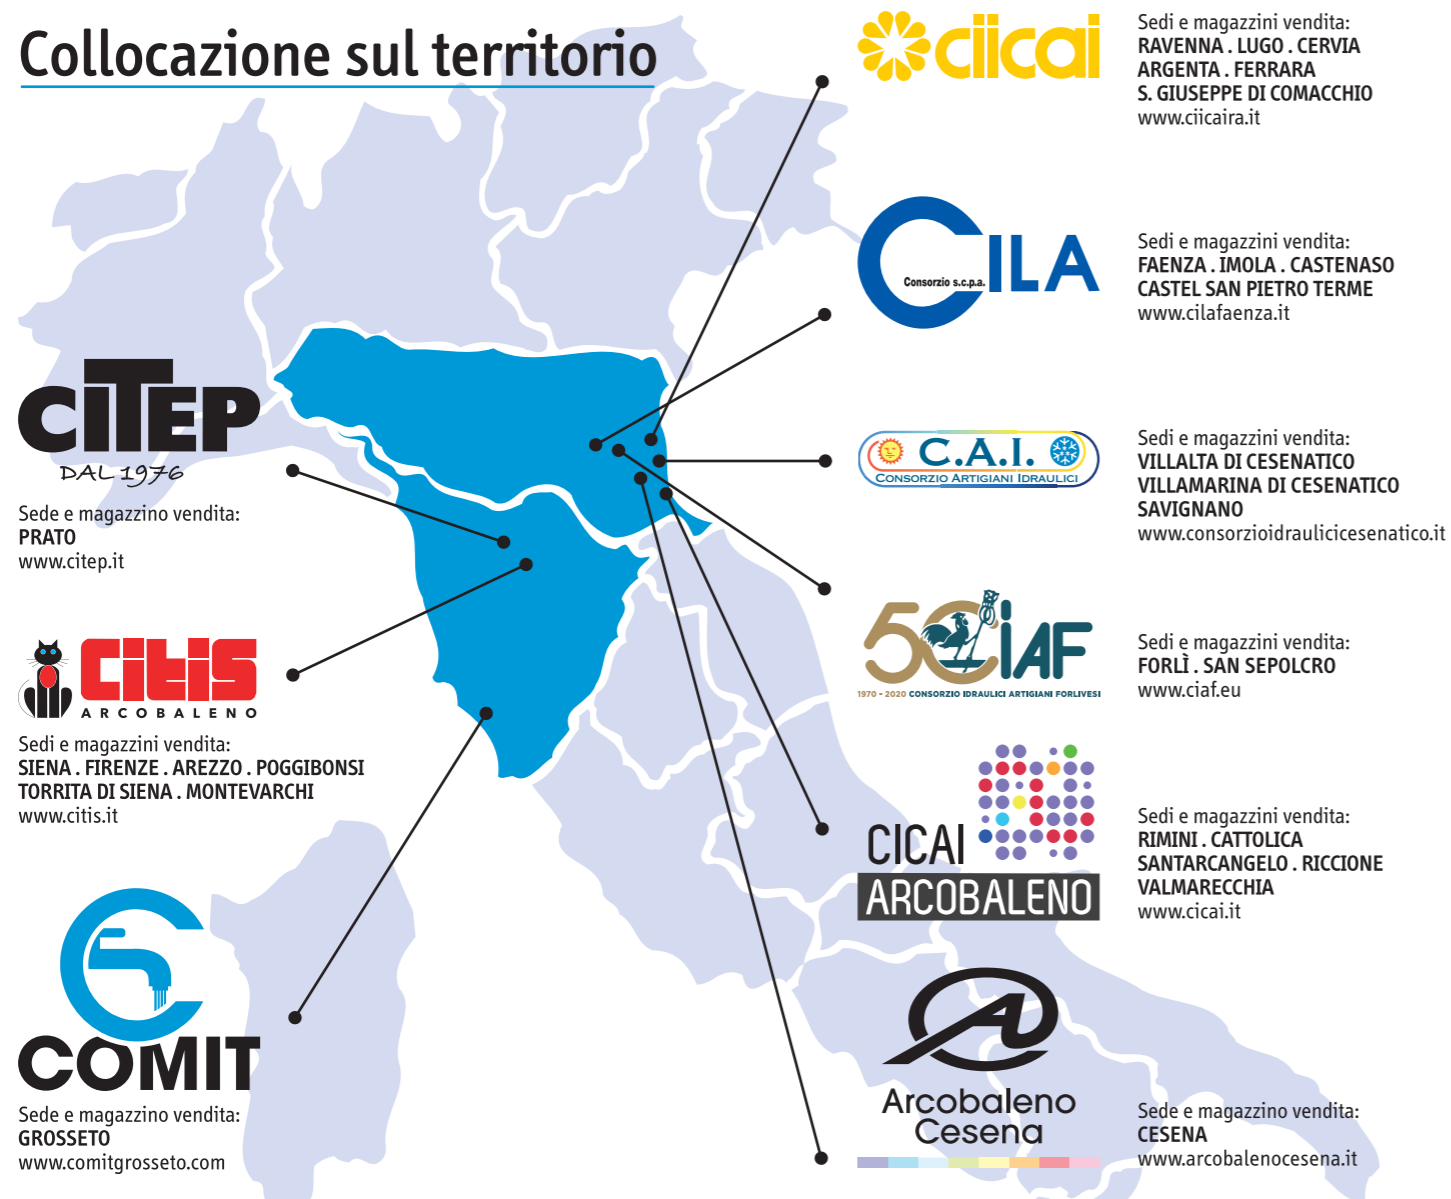 Collocazione sul territorio
ciicai
Sedi e magazzini vendita:
RAVENNA . LUGO . CERVIA
ARGENTA . FERRARA
S. GIUSEPPE DI COMACCHIO
www.ciicaira.it
CILA
Consorzio s.c.p.a.
Sedi e magazzini vendita:
FAENZA . IMOLA . CASTENASO
CASTEL SAN PIETRO TERME
www.cilafaenza.it
C.A.I.
CONSORZIO ARTIGIANI IDRAULICI
Sedi e magazzini vendita:
VILLALTA DI CESENATICO
VILLAMARINA DI CESENATICO
SAVIGNANO
www.consorzioidraulicicesenatico.it
50 CIAF
1970 - 2020 CONSORZIO IDRAULICI ARTIGIANI FORLIVESI
Sedi e magazzini vendita:
FORLÌ . SAN SEPOLCRO
www.ciaf.eu
CICAI
ARCOBALENO
Sedi e magazzini vendita:
RIMINI . CATTOLICA
SANTARCANGELO . RICCIONE
VALMARECCHIA
www.cicai.it
Arcobaleno
Cesena
Sede e magazzino vendita:
CESENA
www.arcobalenocesena.it
CITEP
DAL 1976
Sede e magazzino vendita:
PRATO
www.citep.it
citis
ARCOBALENO
Sedi e magazzini vendita:
SIENA . FIRENZE . AREZZO . POGGIBONSI
TORRITA DI SIENA . MONTEVARCHI
www.citis.it
COMIT
Sede e magazzino vendita:
GROSSETO
www.comitgrosseto.com